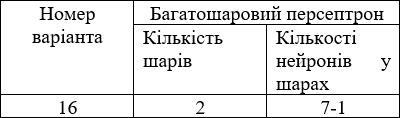 Номер варіанта
Багатошаровий персептрон
Кількість шарів
Кількості нейронів у шарах
16
2
7-1